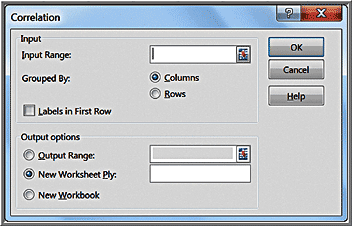 Correlation
Input
Input Range:
OK
Cancel
Grouped By:
Columns
Rows
Help
Labels in First Row
Output options
Output Range:
New Worksheet Ply:
New Workbook